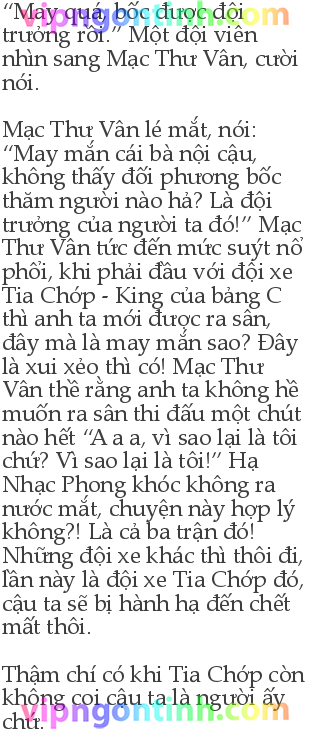 “May quá, bốc được đội
trưởng rồi.” Một đội viên
nhìn sang Mạc Thư Vân, cười
nói.
Mạc Thư Vân lé mắt, nói:
“May mắn cái bà nội cậu,
không thấy đối phương bốc
thăm người nào hả? Là đội
trưởng của người ta đó!” Mạc
Thư Vân tức đến mức suýt nổ
phổi, khi phải đầu với đội xe
Tia Chớp - King của bảng C
thì anh ta mới được ra sân,
đây mà là may mắn sao? Đây
là xui xẻo thì có! Mạc Thư
Vân thề rằng anh ta không hề
muốn ra sân thi đấu một chút
nào hết “A a a, vì sao lại là tôi
chứ? Vì sao lại là tôi!” Hạ
Nhạc Phong khóc không ra
nước mắt, chuyện này hợp lý
không?! Là cả ba trận đó!
Những đội xe khác thì thôi đi,
lần này là đội xe Tia Chớp đó,
cậu ta sẽ bị hành hạ đến chết
mất thôi.
Thậm chí có khi Tia Chớp còn
không coi cậu ta là người ấy
chứ.
vipngontinh.com
vipngontinh.com